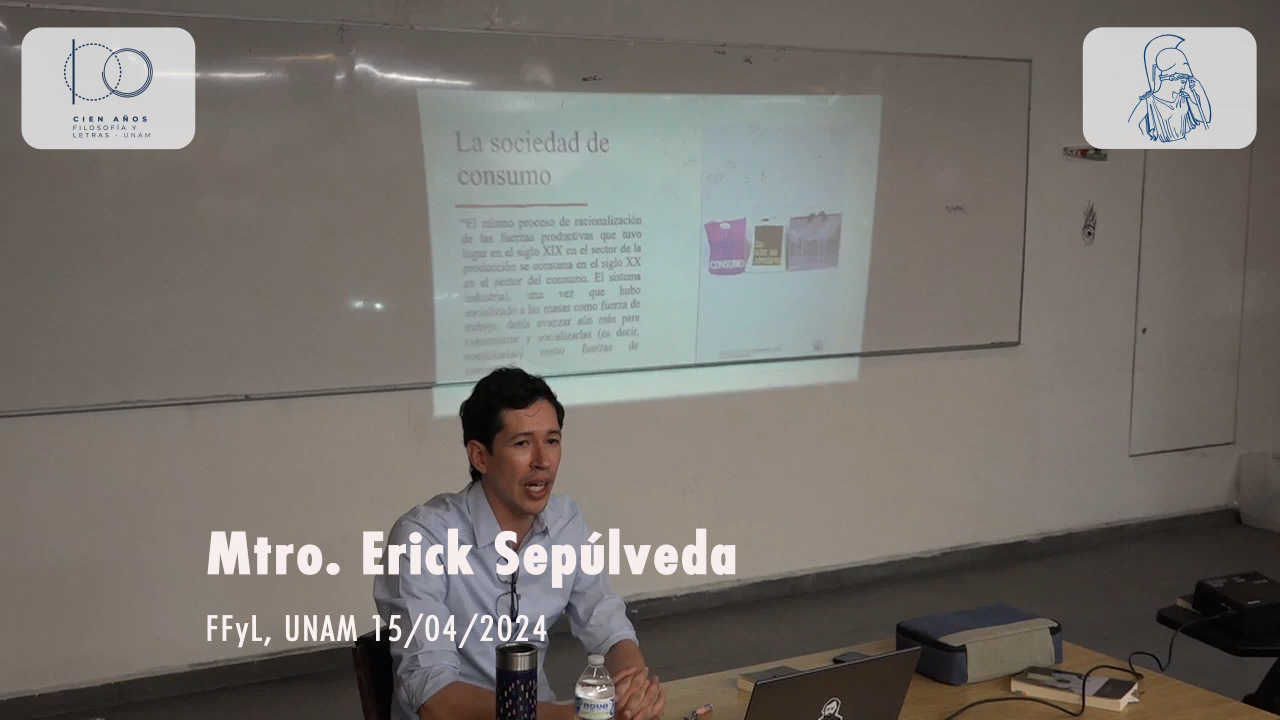 CIEN AÑOS
FILOSOFÍA Y
LETRAS - UNAM
La sociedad de
consumo
"El mismo proceso de racionalización
de las fuerzas productivas que tuvo
lugar en el siglo XIX en el sector de la
producción se consuma en el siglo XX
en el sector del consumo. El sistema
industrial, una vez que hubo
socializado a las masas como fuerza de
trabajo, debía avanzar aún más para
y socializarlas (es decir,
como fuerzas de
CONSUMO
Mtro. Erick Sepúlveda
FFyL, UNAM 15/04/2024